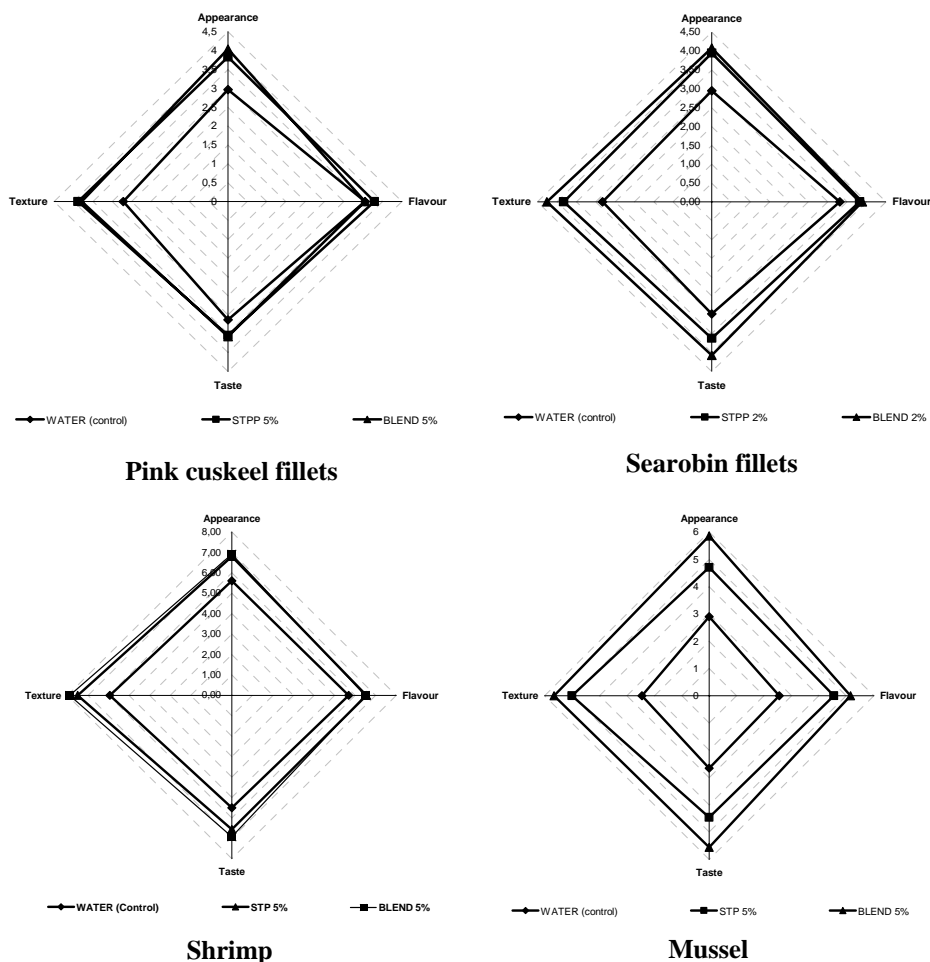 Appearance
4,5
4
3,5
3
2,5
2
1,5
1
0,5
0
Texture
Flavour
Taste
WATER (control) STPP 5% BLEND 5%
Pink cuskeel fillets
Appearance
4,50
4,00
3,50
3,00
2,50
2,00
1,50
1,00
0,50
0,00
Texture
Flavour
Taste
WATER (control) STPP 2% BLEND 2%
Searobin fillets
Appearance
8,00
7,00
6,00
5,00
4,00
3,00
2,00
1,00
0,00
Texture
Flavour
Taste
WATER (Control) STP 5% BLEND 5%
Shrimp
Appearance
6
5
4
3
2
1
0
Texture
Flavour
Taste
WATER (control) STP 5% BLEND 5%
Mussel